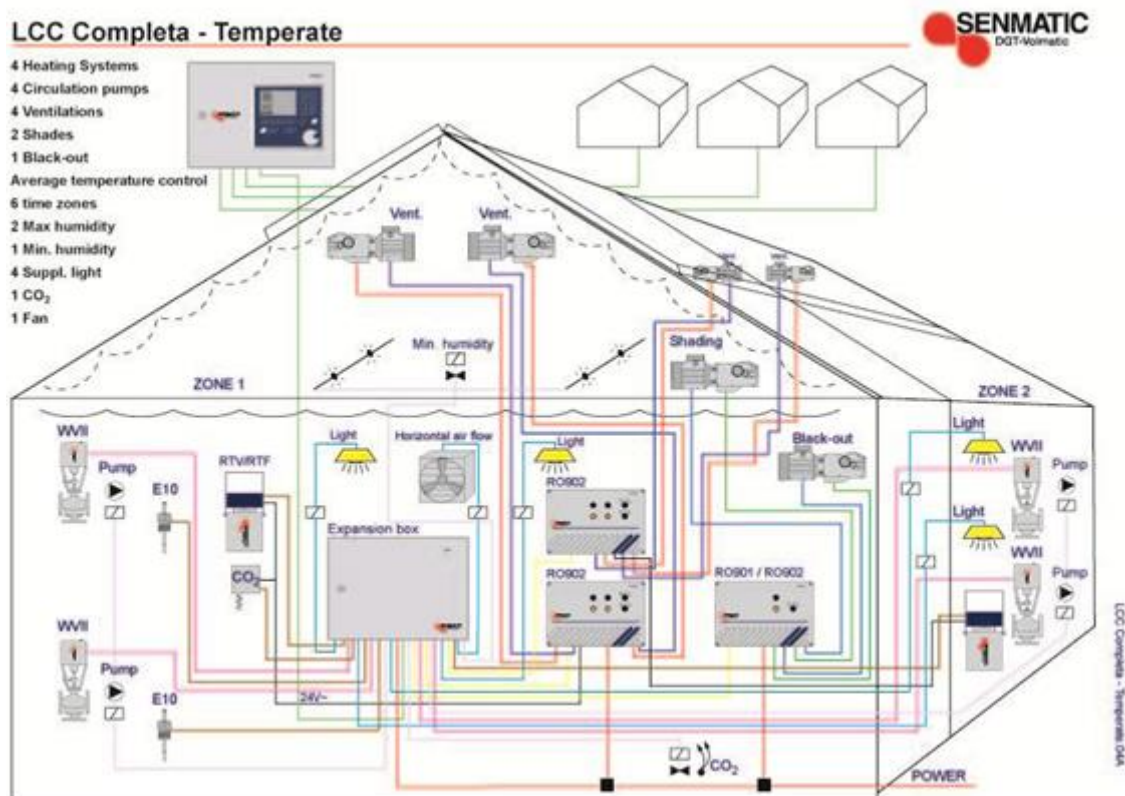 LCC Completa - Temperate
SENMATIC
DGT-Volmatic
4 Heating Systems
4 Circulation pumps
4 Ventilations
2 Shades
1 Black-out
Average temperature control
6 time zones
2 Max humidity
1 Min. humidity
4 Suppl. light
1 CO₂
1 Fan
Vent.
Vent.
Vent.
Vent.
Min. humidity
Shading
ZONE 1
ZONE 2
WVII
Pump
E10
RTV/RTF
Light
Horizontal air flow
Light
Black-out
Light
WVII
Pump
RO902
Expansion box
Light
CO₂
RO902
RO901 / RO902
WVII
Pump
WVII
Pump
E10
24V~
CO₂
POWER
LCC Completa - Temperate 04A